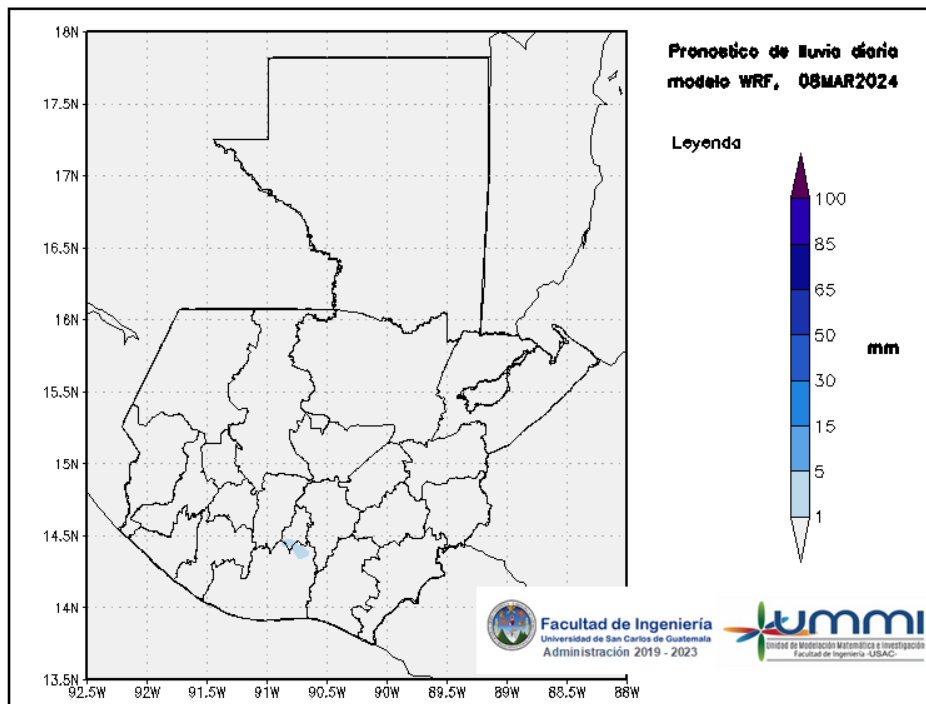 Pronostico de lluvia diaria
modelo WRF, 08MAR2024
Leyenda
100
85
65
50
30
15
5
1
mm
18N
17.5N
17N
16.5N
16N
15.5N
15N
14.5N
14N
13.5N
92.5W
92W
91.5W
91W
90.5W
90W
89.5W
89W
88.5W
88W
Facultad de Ingeniería
Universidad de San Carlos de Guatemala
Administración 2019 - 2023
ummi
Unidad de Modelación Matemática e Investigación
Facultad de Ingeniería -USAC-